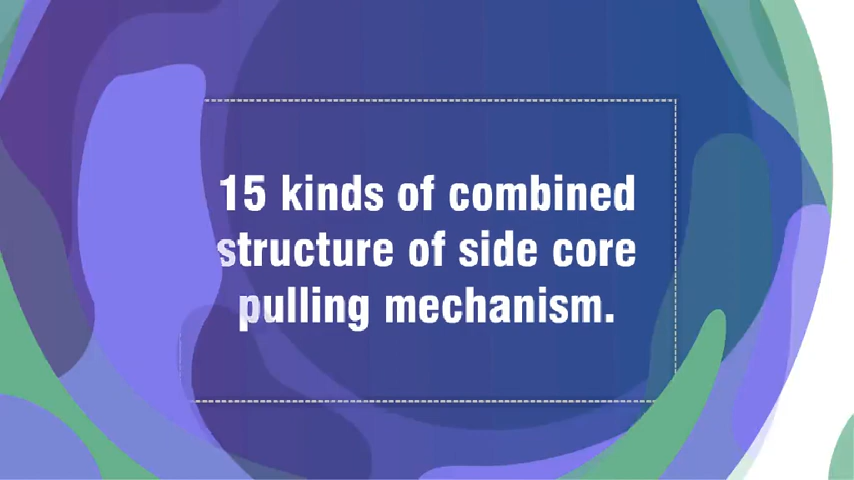 15 kinds of combined
structure of side core
pulling mechanism.